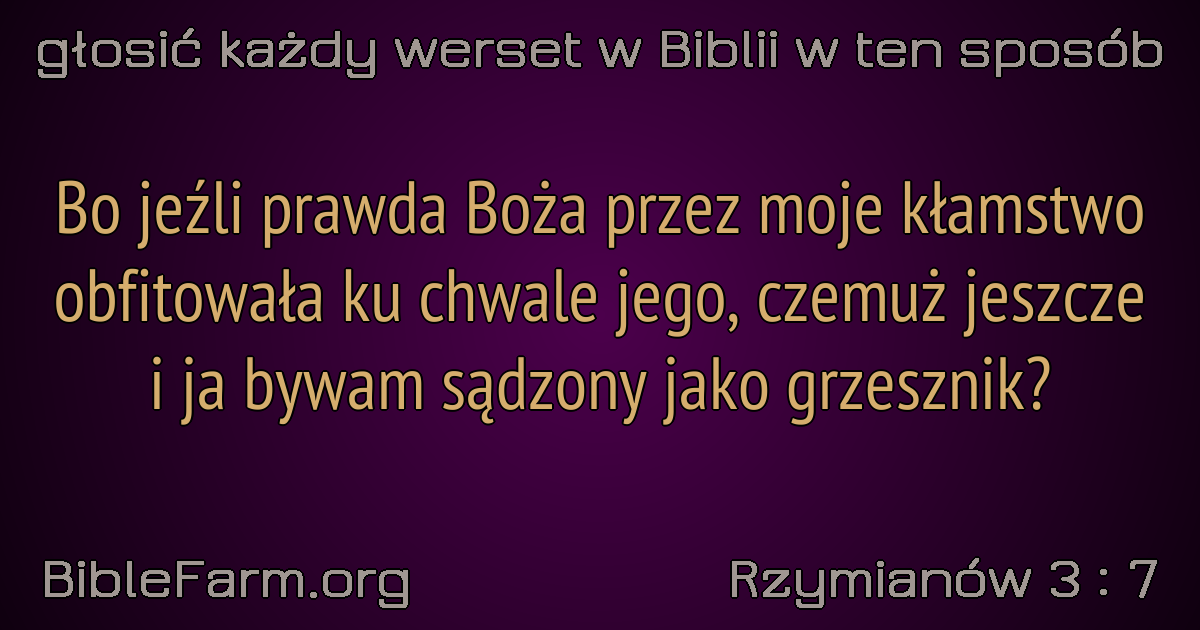 głosić każdy werset w Biblii w ten sposób
Bo jeźli prawda Boża przez moje kłamstwo
obfitowała ku chwale jego, czemuż jeszcze
i ja bywam sądzony jako grzesznik?
BibleFarm.org
Rzymianów 3 : 7